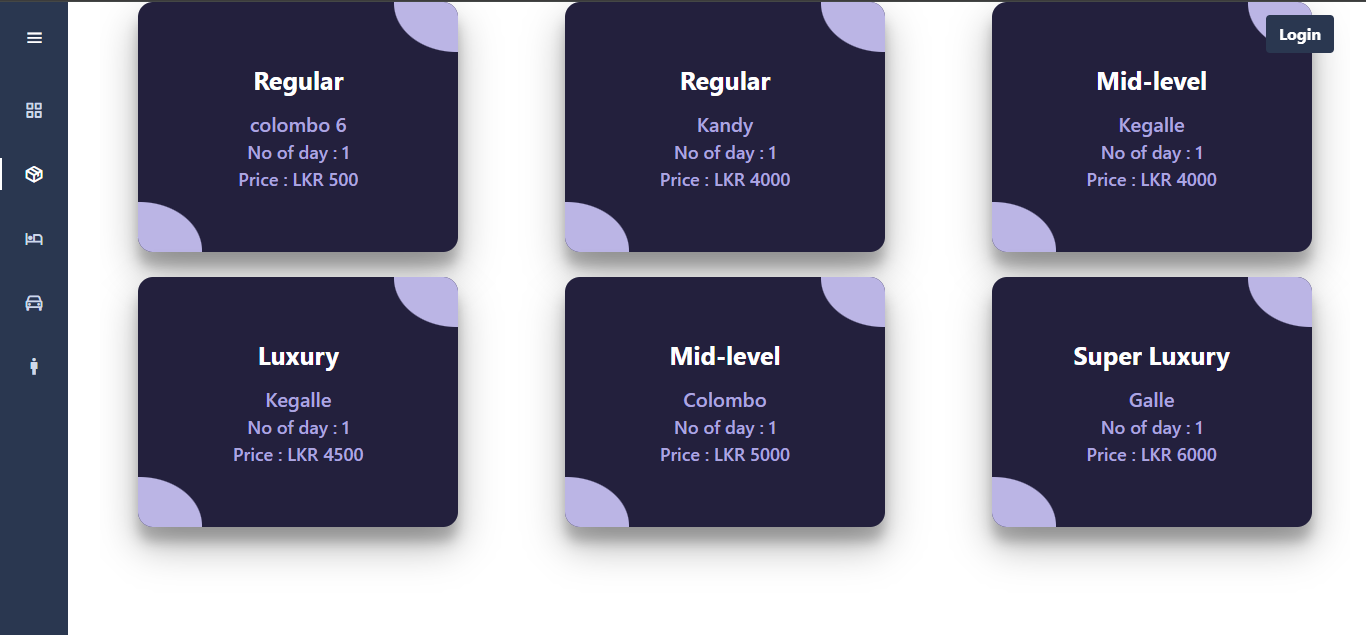 Login
Regular
colombo 6
No of day : 1
Price : LKR 500
Regular
Kandy
No of day : 1
Price : LKR 4000
Mid-level
Kegalle
No of day : 1
Price : LKR 4000
Luxury
Kegalle
No of day : 1
Price : LKR 4500
Mid-level
Colombo
No of day : 1
Price : LKR 5000
Super Luxury
Galle
No of day : 1
Price : LKR 6000